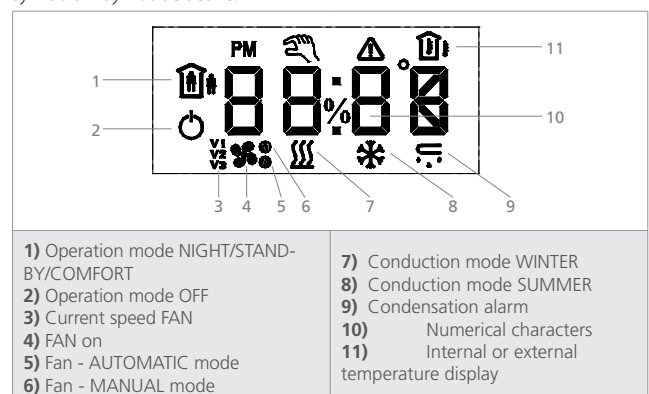 PM
11
1
88:88
%
°
10
2
V1
V2
V3
3 4 5 6 7 8 9
1) Operation mode NIGHT/STAND-
BY/COMFORT
2) Operation mode OFF
3) Current speed FAN
4) FAN on
5) Fan - AUTOMATIC mode
6) Fan - MANUAL mode
7) Conduction mode WINTER
8) Conduction mode SUMMER
9) Condensation alarm
10) Numerical characters
11) Internal or external
temperature display